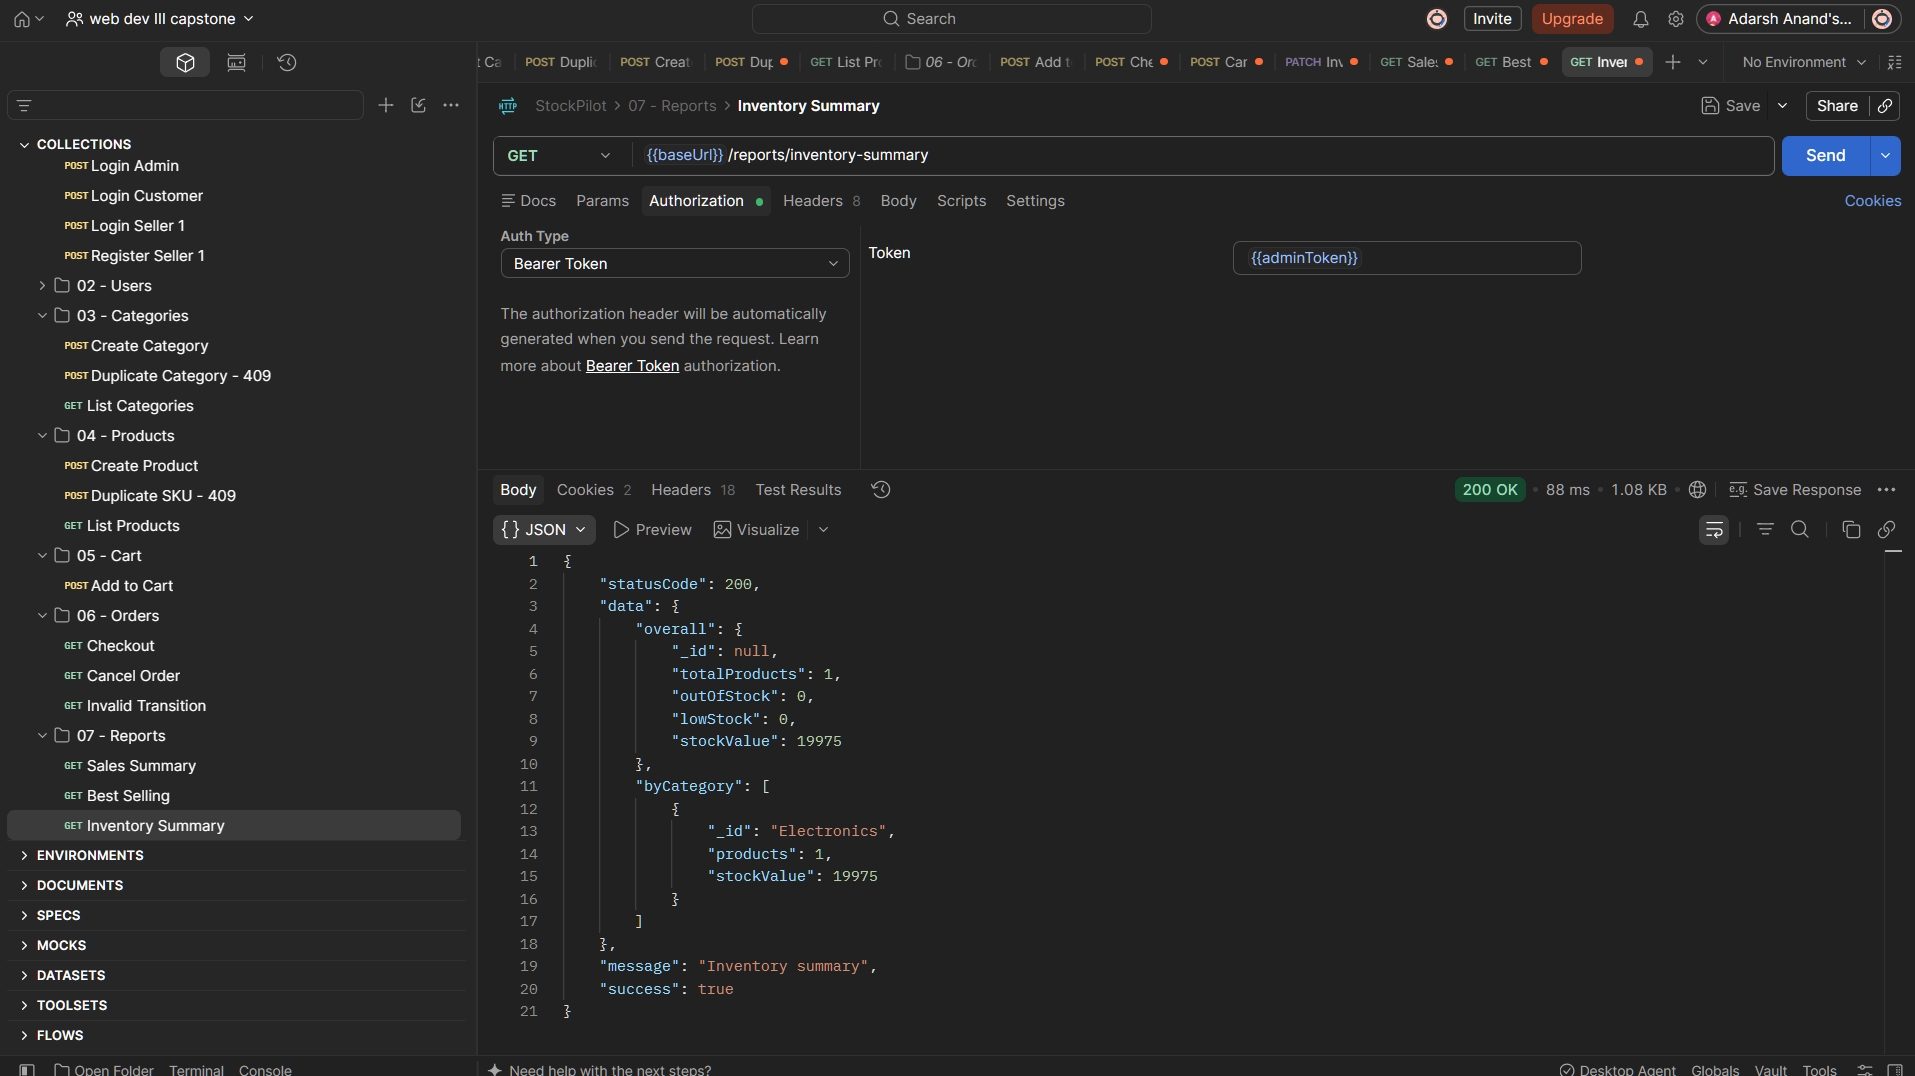 web dev III capstone
Search
Invite
Upgrade
Adarsh Anand's...
POST Duplic
POST Creat
POST Dup
GET List Pro
06 - Orc
POST Add t
POST Che
POST Car
PATCH Inv
GET Sales
GET Best
GET Inver
No Environment
StockPilot > 07 - Reports > Inventory Summary
Save
Share
GET
{{baseUrl}} /reports/inventory-summary
Send
Docs
Params
Authorization
Headers 8
Body
Scripts
Settings
Cookies
Auth Type
Bearer Token
The authorization header will be automatically
generated when you send the request. Learn
more about Bearer Token authorization.
Token
{{adminToken}}
COLLECTIONS
POST Login Admin
POST Login Customer
POST Login Seller 1
POST Register Seller 1
02 - Users
03 - Categories
POST Create Category
POST Duplicate Category - 409
GET List Categories
04 - Products
POST Create Product
POST Duplicate SKU - 409
GET List Products
05 - Cart
POST Add to Cart
06 - Orders
GET Checkout
GET Cancel Order
GET Invalid Transition
07 - Reports
GET Sales Summary
GET Best Selling
GET Inventory Summary
ENVIRONMENTS
DOCUMENTS
SPECS
MOCKS
DATASETS
TOOLSETS
FLOWS
Body
Cookies 2
Headers 18
Test Results
200 OK
88 ms
1.08 KB
e.g. Save Response
{} JSON
Preview
Visualize
1 {
2 "statusCode": 200,
3 "data": {
4 "overall": {
5 "_id": null,
6 "totalProducts": 1,
7 "outOfStock": 0,
8 "lowStock": 0,
9 "stockValue": 19975
10 },
11 "byCategory": [
12 {
13 "_id": "Electronics",
14 "products": 1,
15 "stockValue": 19975
16 }
17 ]
18 },
19 "message": "Inventory summary",
20 "success": true
21 }
Open Folder
Terminal
Console
Need help with the next steps?
Desktop Agent
Globals
Vault
Tools